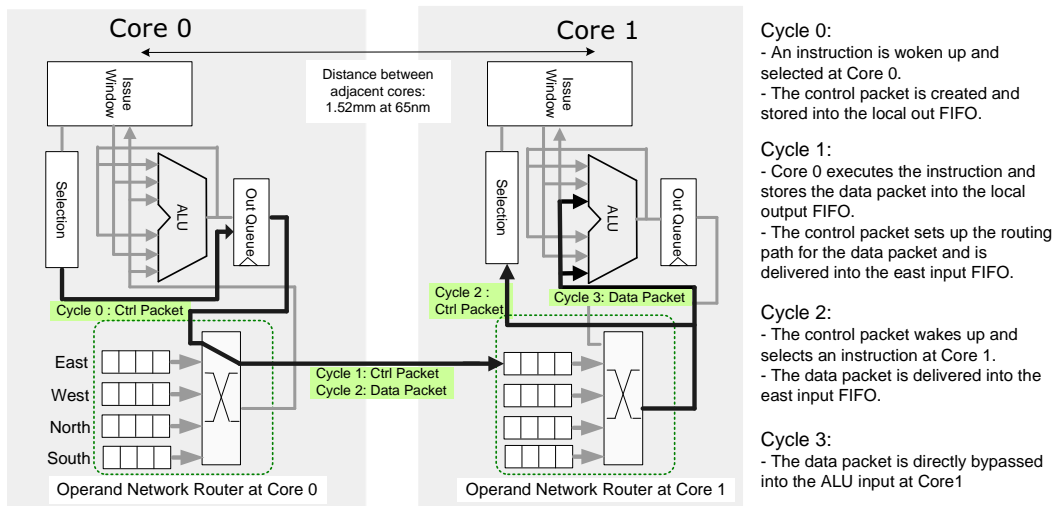 Core 0
Core 1
Distance between
adjacent cores:
1.52mm at 65nm
Issue
Window
Selection
ALU
Out Queue
Cycle 0 : Ctrl Packet
Issue
Window
Selection
ALU
Out Queue
Cycle 2 :
Ctrl Packet
Cycle 3: Data Packet
East
West
North
South
Cycle 1: Ctrl Packet
Cycle 2: Data Packet
Operand Network Router at Core 0
Operand Network Router at Core 1
Cycle 0:
- An instruction is woken up and
selected at Core 0.
- The control packet is created and
stored into the local out FIFO.
Cycle 1:
- Core 0 executes the instruction and
stores the data packet into the local
output FIFO.
- The control packet sets up the routing
path for the data packet and is
delivered into the east input FIFO.
Cycle 2:
- The control packet wakes up and
selects an instruction at Core 1.
- The data packet is delivered into the
east input FIFO.
Cycle 3:
- The data packet is directly bypassed
into the ALU input at Core1